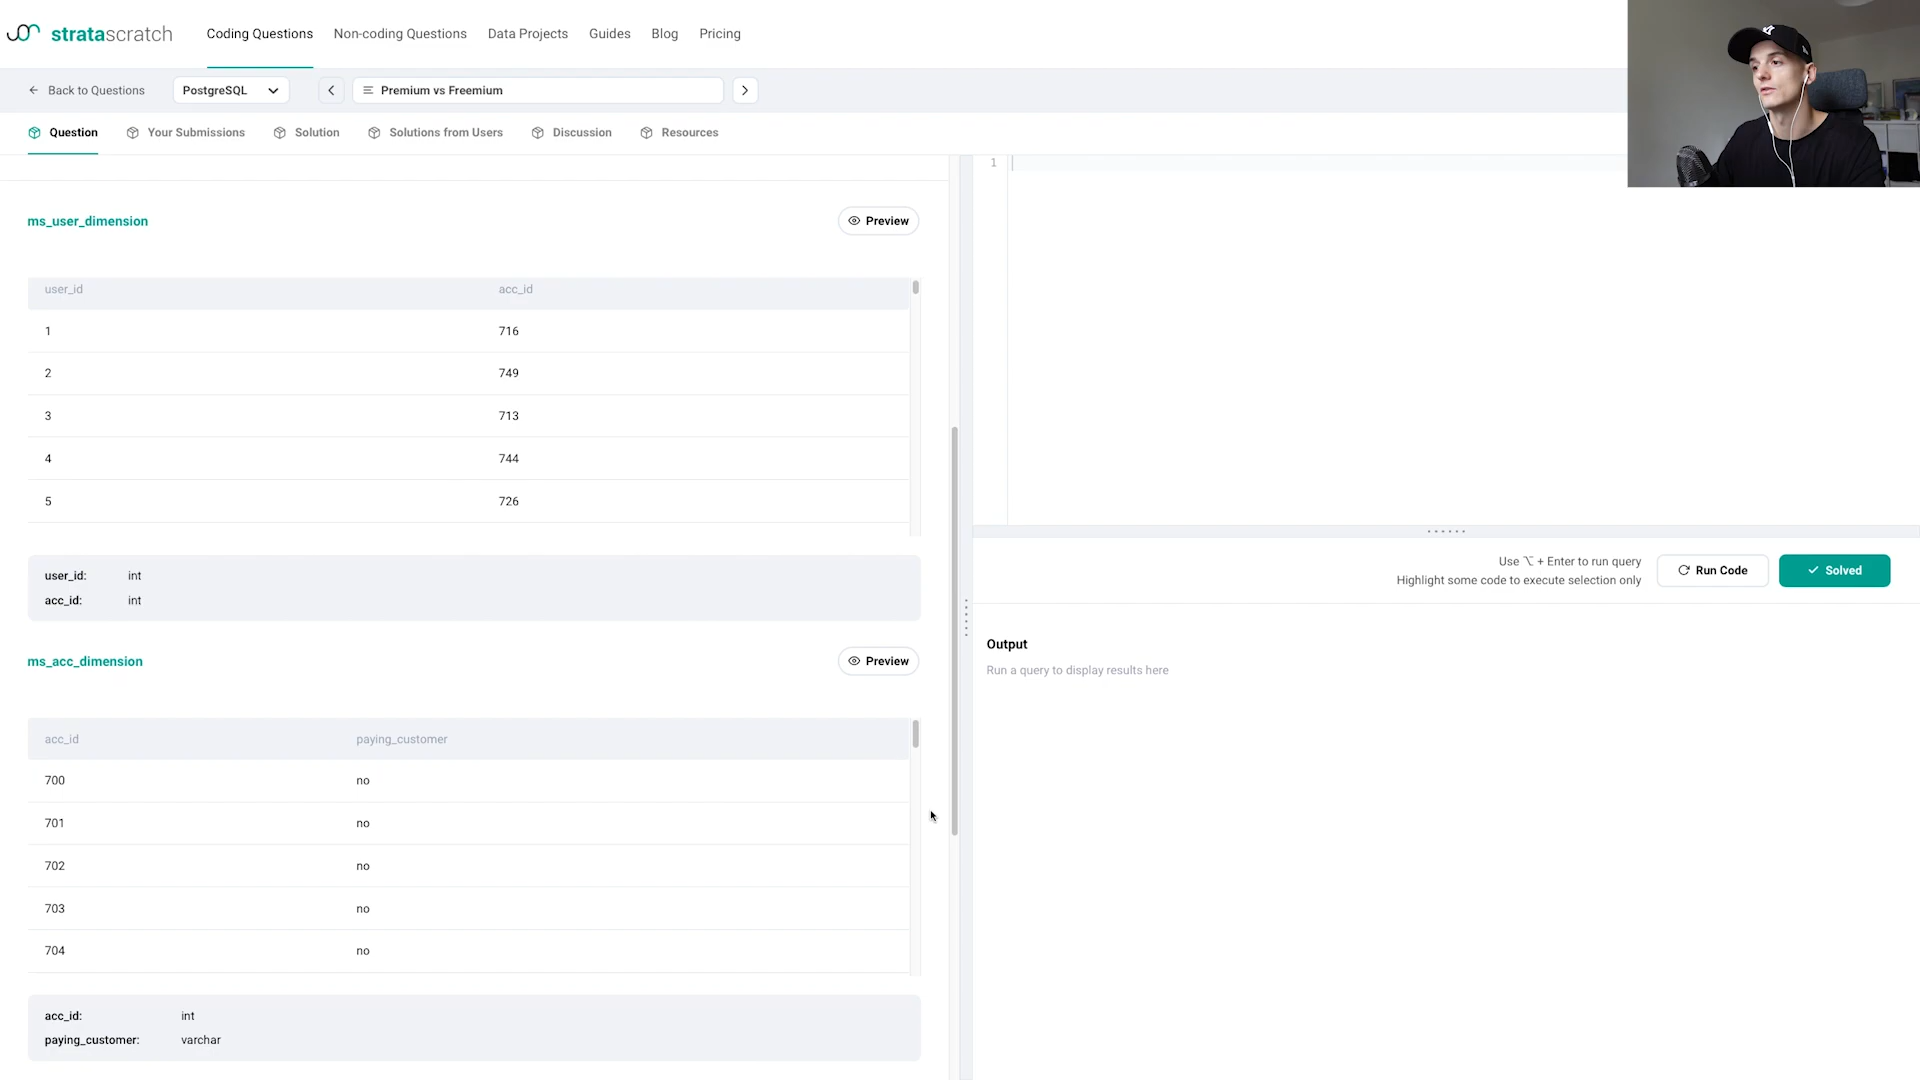 stratascratch
Coding Questions
Non-coding Questions
Data Projects
Guides
Blog
Pricing
Back to Questions
PostgreSQL
Premium vs Freemium
Question
Your Submissions
Solution
Solutions from Users
Discussion
Resources
ms_user_dimension
Preview
user_id acc_id
1 716
2 749
3 713
4 744
5 726
user_id: int
acc_id: int
ms_acc_dimension
Preview
acc_id paying_customer
700 no
701 no
702 no
703 no
704 no
acc_id: int
paying_customer: varchar
1
Use ⌥ + Enter to run query
Highlight some code to execute selection only
Run Code
Solved
Output
Run a query to display results here